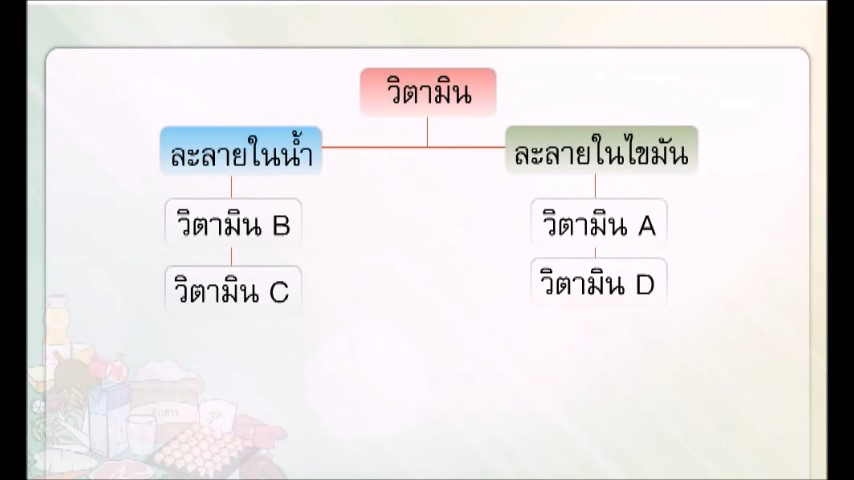 วิตามิน
ละลายในน้ำ
ละลายในไขมัน
วิตามิน B
วิตามิน A
วิตามิน C
วิตามิน D